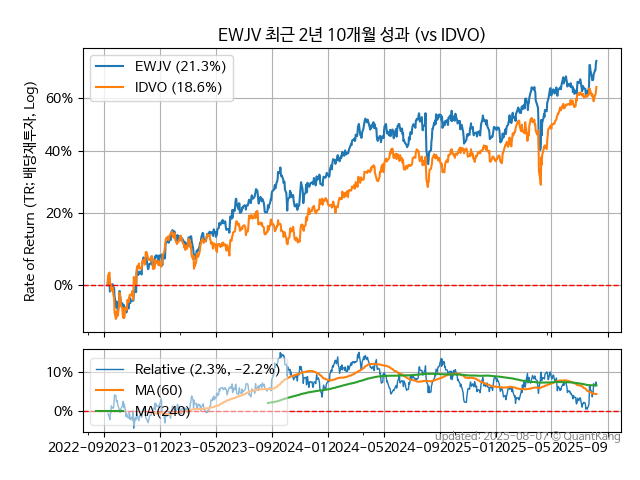 EWJV 최근 2년 10개월 성과 (vs IDVO)
EWJV (21.3%)
IDVO (18.6%)
Rate of Return (TR: 배당재투자, Log)
60%
40%
20%
0%
Relative (2.3%, −2.2%)
MA(60)
MA(240)
10%
0%
2022−09 2023−01 2023−05 2023−09 2024−01 2024−05 2024−09 2025−01 2025−05 2025−09
updated: 2025−08−07 © QuantKang